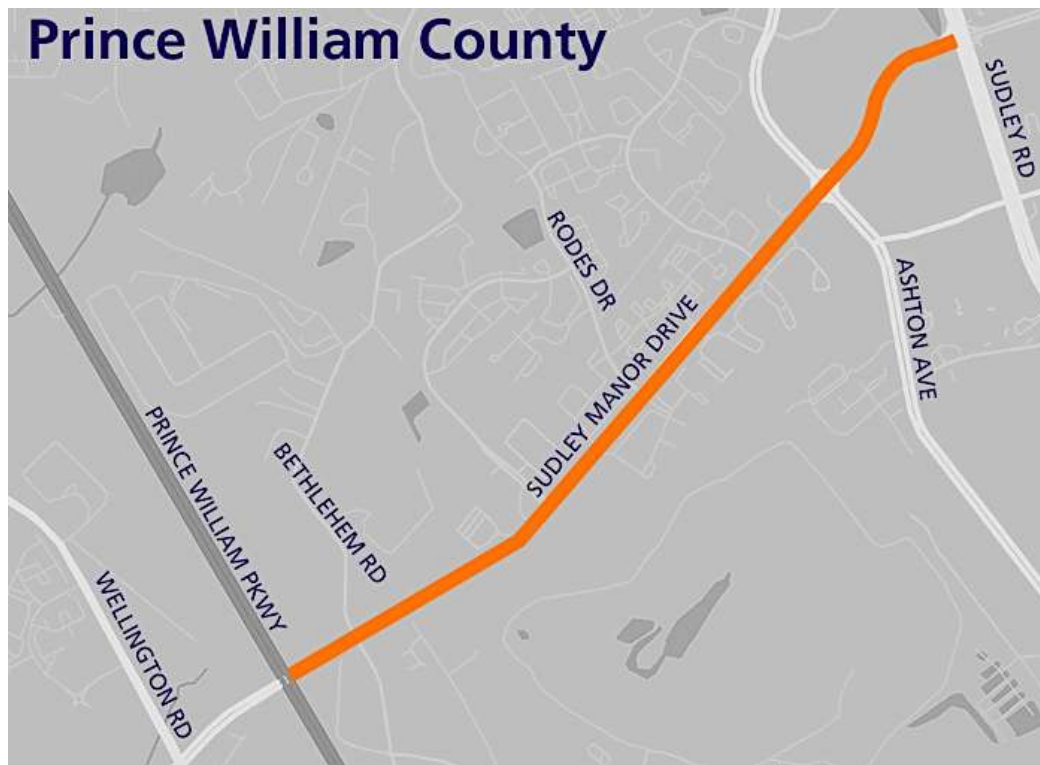 Prince William County
SUDLEY RD
RODES DR
ASHTON AVE
SUDLEY MANOR DRIVE
PRINCE WILLIAM PKWY
BETHLEHEM RD
WELLINGTON RD